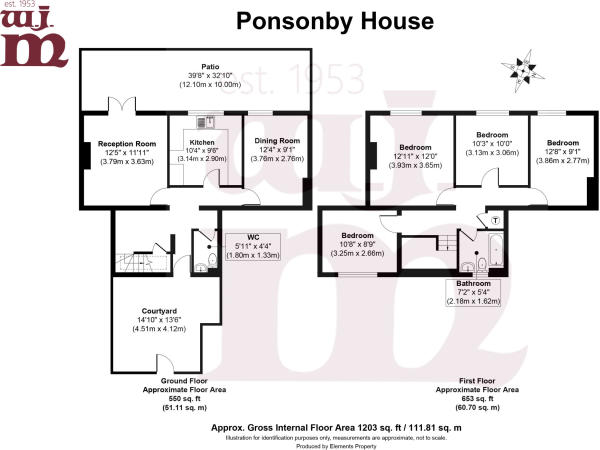 est. 1953
w.j.
m
Ponsonby House
est. 1953
w.j.
m
Patio
39'8" x 32'10"
(12.10m x 10.00m)
Reception Room
12'5" x 11'11"
(3.79m x 3.63m)
Kitchen
10'4" x 9'6"
(3.14m x 2.90m)
Dining Room
12'4" x 9'1"
(3.76m x 2.76m)
Bedroom
12'11" x 12'0"
(3.93m x 3.65m)
Bedroom
10'3" x 10'0"
(3.13m x 3.06m)
Bedroom
12'8" x 9'1"
(3.86m x 2.77m)
T
WC
5'11" x 4'4"
(1.80m x 1.33m)
Bedroom
10'8" x 8'9"
(3.25m x 2.66m)
Bathroom
7'2" x 5'4"
(2.18m x 1.62m)
Courtyard
14'10" x 13'6"
(4.51m x 4.12m)
Ground Floor
Approximate Floor Area
550 sq. ft
(51.11 sq. m)
First Floor
Approximate Floor Area
653 sq. ft
(60.70 sq. m)
Approx. Gross Internal Floor Area 1203 sq. ft / 111.81 sq. m
Illustration for identification purposes only, measurements are approximate, not to scale.
Produced by Elements Property